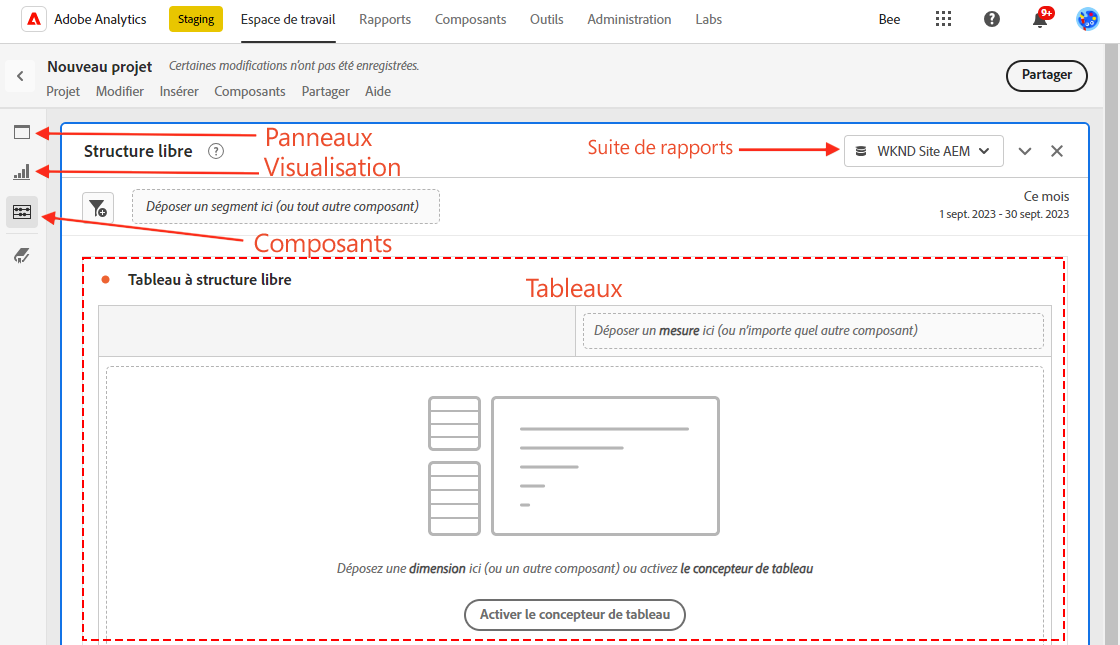 Adobe Analytics Staging Espace de travail Rapports Composants Outils Administration Labs Bee 9+
Nouveau projet Certaines modifications n'ont pas été enregistrées.
Projet Modifier Insérer Composants Partager Aide
Partager
Panneaux
Structure libre ?
Visualisation
Suite de rapports
WKND Site AEM
Déposer un segment ici (ou tout autre composant)
Ce mois
1 sept. 2023 - 30 sept. 2023
Composants
Tableau à structure libre
Tableaux
Déposer un mesure ici (ou n'importe quel autre composant)
Déposez une dimension ici (ou un autre composant) ou activez le concepteur de tableau
Activer le concepteur de tableau